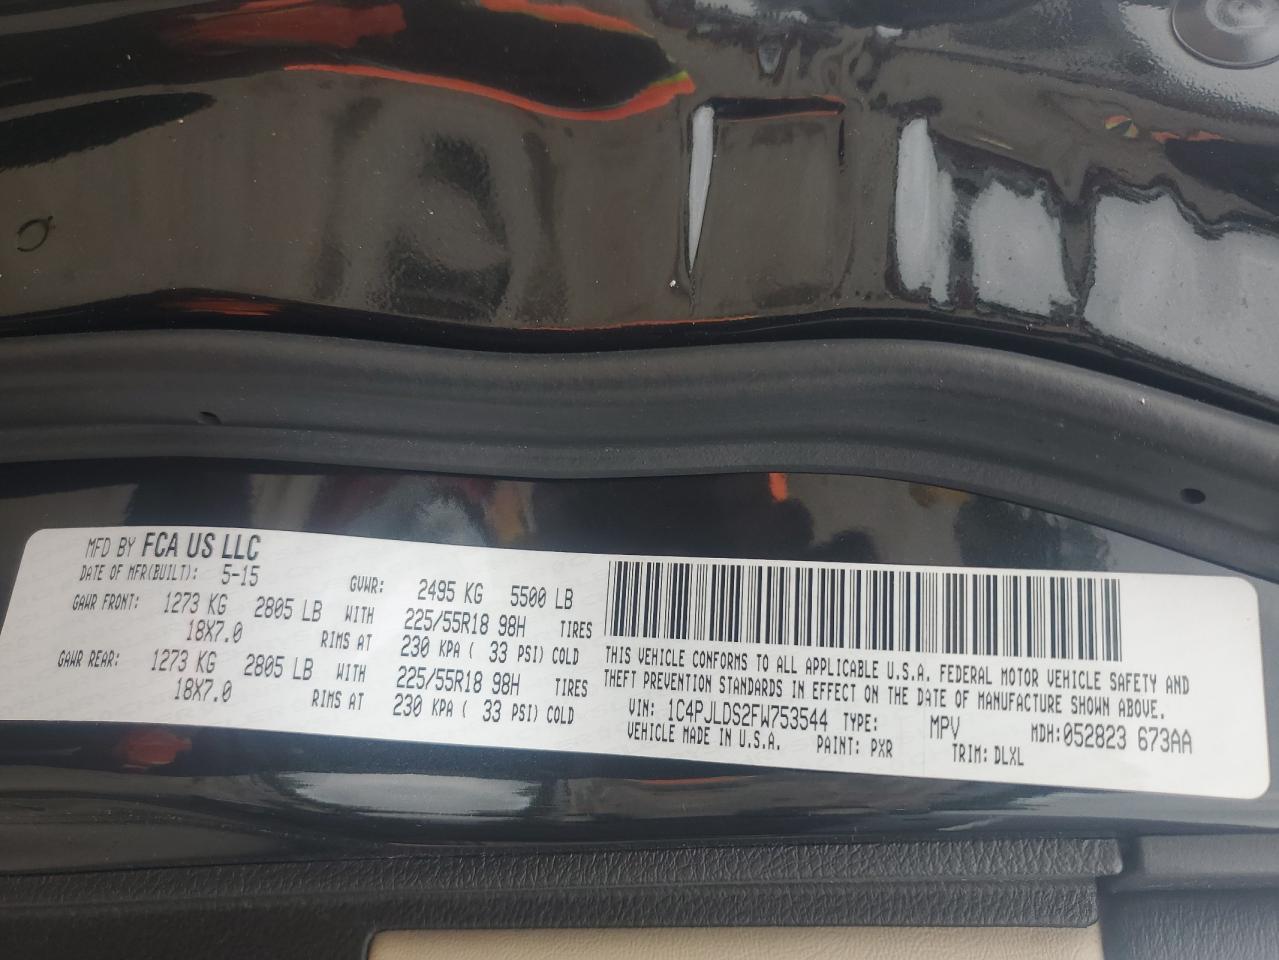 MFD BY FCA US LLC
DATE OF MFR(BUILT): 5-15 GVWR: 2495 KG 5500 LB
GAWR FRONT: 1273 KG 2805 LB WITH 225/55R18 98H TIRES
18X7.0 RIMS AT 230 KPA ( 33 PSI) COLD
GAWR REAR: 1273 KG 2805 LB WITH 225/55R18 98H TIRES
18X7.0 RIMS AT 230 KPA ( 33 PSI) COLD
THIS VEHICLE CONFORMS TO ALL APPLICABLE U.S.A. FEDERAL MOTOR VEHICLE SAFETY AND
THEFT PREVENTION STANDARDS IN EFFECT ON THE DATE OF MANUFACTURE SHOWN ABOVE.
VIN: 1C4PJLDS2FW753544 TYPE: MPV MDH:052823 673AA
VEHICLE MADE IN U.S.A. PAINT: PXR TRIM: DLXL